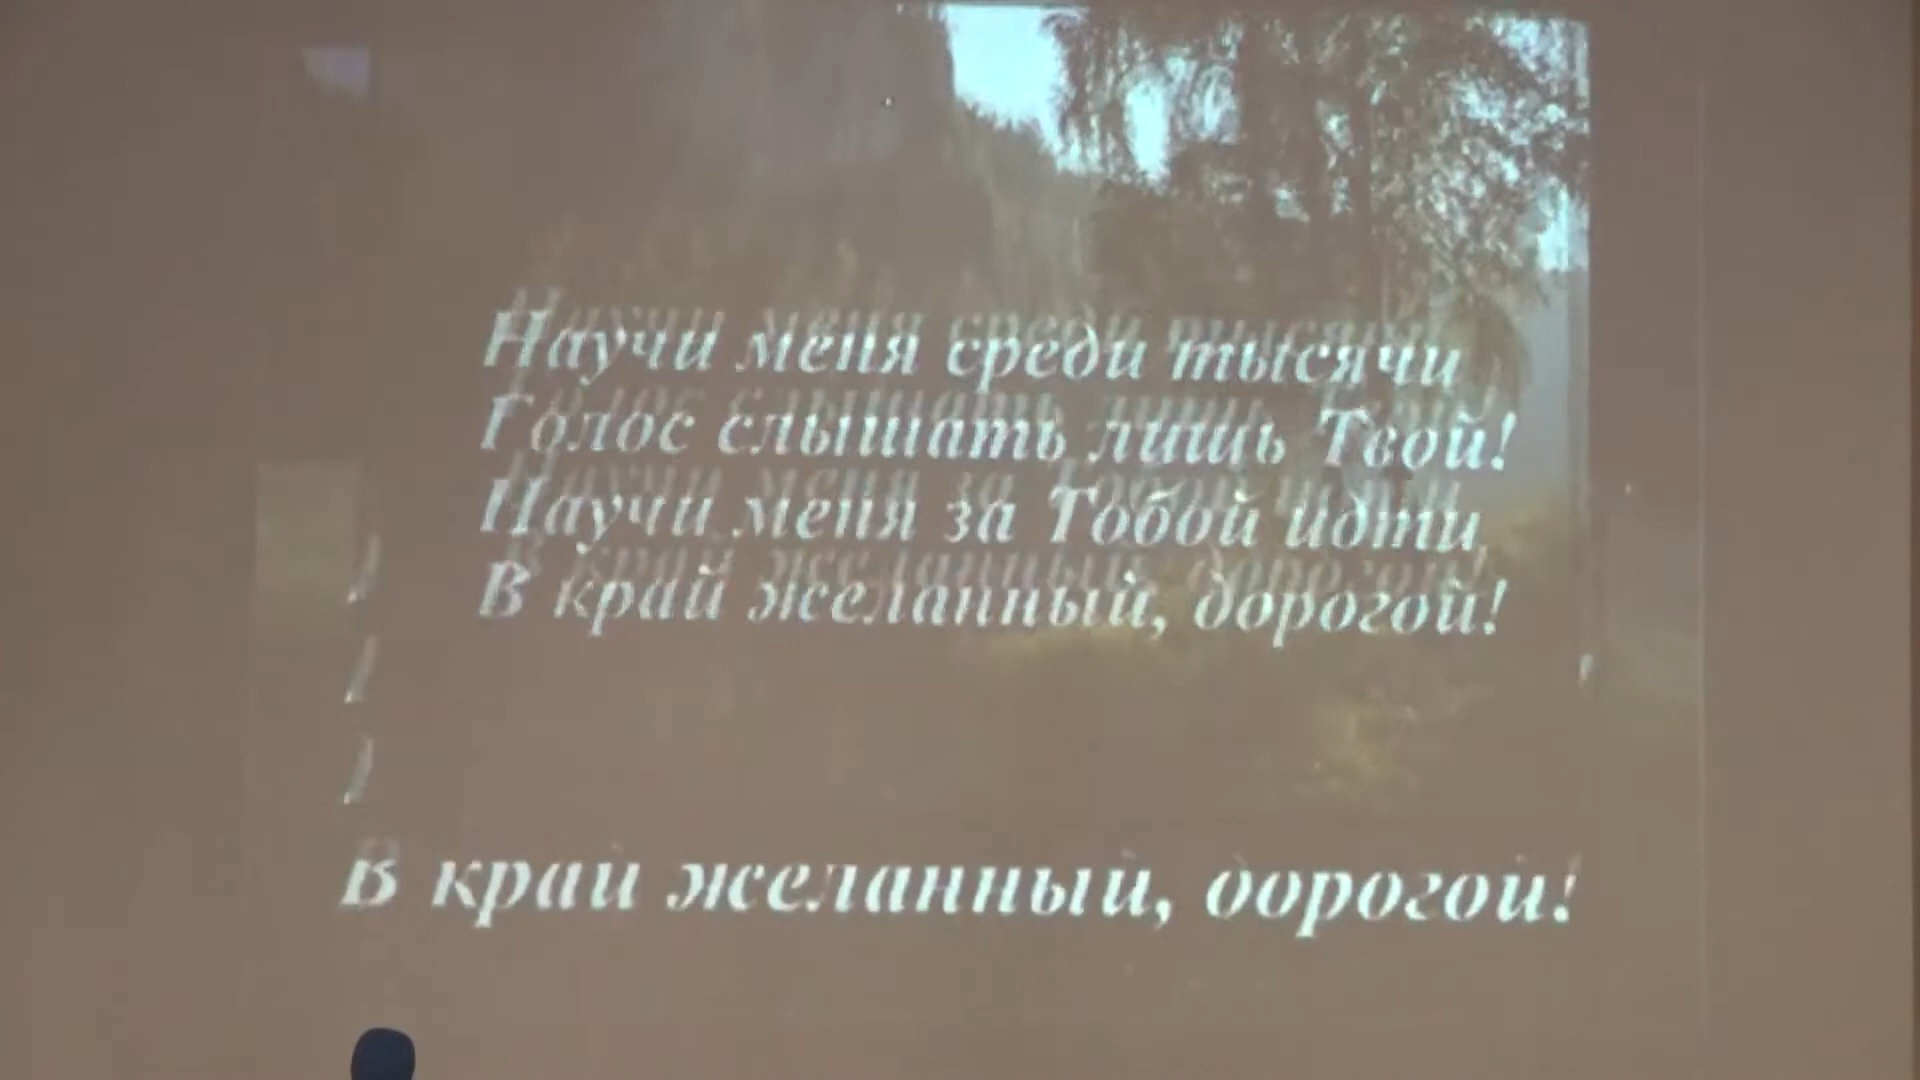 Научи меня среди тысячи
Голос слышать лишь Твой!
Научи меня за Тобой идти
В край желанный, дорогой!
В край желанный, дорогой!